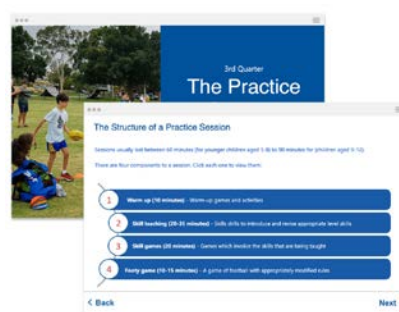 3rd Quarter
The Practice
The Structure of a Practice Session
Sessions usually last between 60 minutes (for younger children aged 5-8) to 90 minutes for (children aged 9-12).
There are four components to a session. Click each one to view them.
1 Warm up (10 minutes) - Warm-up games and activities
2 Skill teaching (20-35 minutes) - Skills drills to introduce and revise appropriate level skills
3 Skill games (20 minutes) - Games which involve the skills that are being taught
4 Footy game (10-15 minutes) - A game of football with appropriately modified rules
< Back
Next